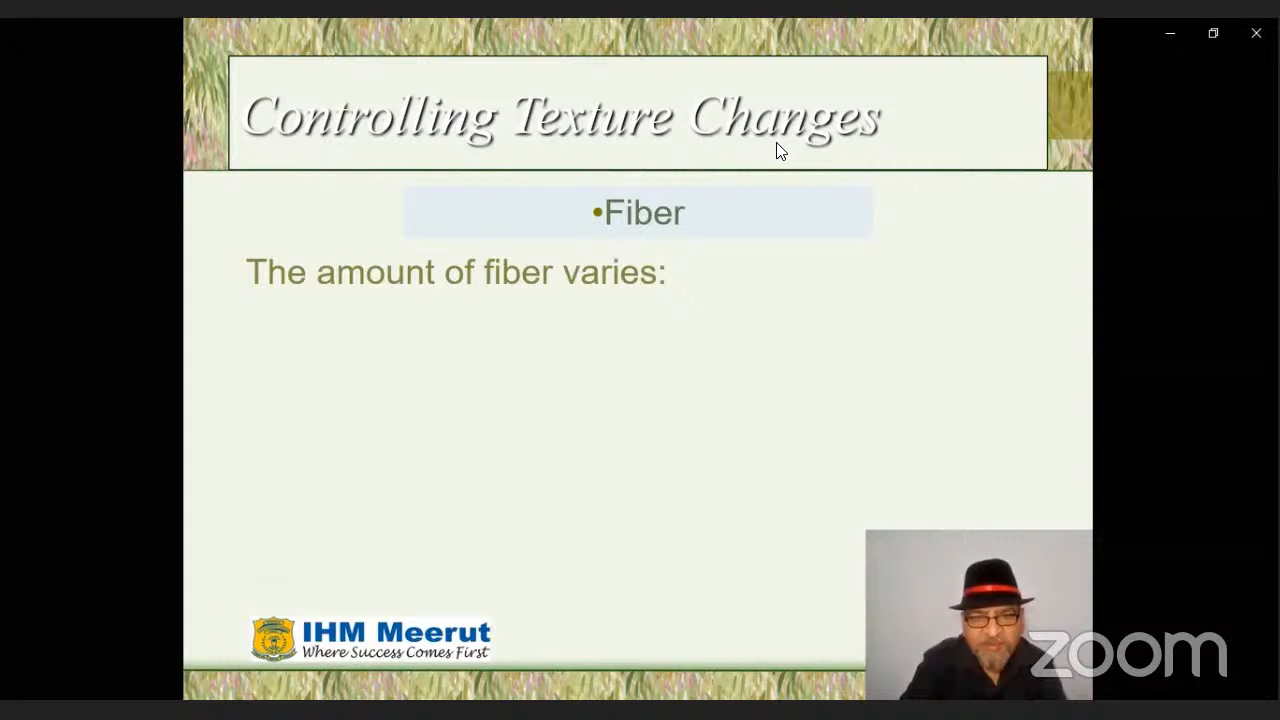 Controlling Texture Changes
•Fiber
The amount of fiber varies:
IHM Meerut
Where Success Comes First
zoom